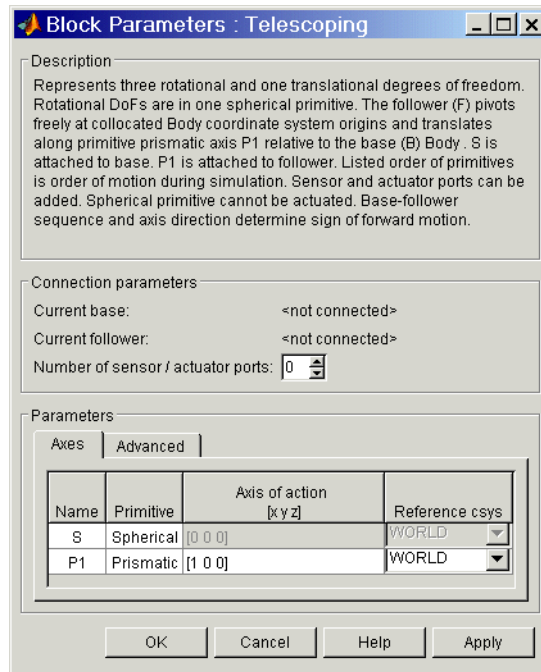 Block Parameters : Telescoping
Description
Represents three rotational and one translational degrees of freedom.
Rotational DoFs are in one spherical primitive. The follower (F) pivots
freely at collocated Body coordinate system origins and translates
along primitive prismatic axis P1 relative to the base (B) Body . S is
attached to base. P1 is attached to follower. Listed order of primitives
is order of motion during simulation. Sensor and actuator ports can be
added. Spherical primitive cannot be actuated. Base-follower
sequence and axis direction determine sign of forward motion.
Connection parameters
Current base: <not connected>
Current follower: <not connected>
Number of sensor / actuator ports: 0
Parameters
Axes Advanced
Name Primitive Axis of action [x y z] Reference csys
S Spherical [0 0 0] WORLD
P1 Prismatic [1 0 0] WORLD
OK Cancel Help Apply